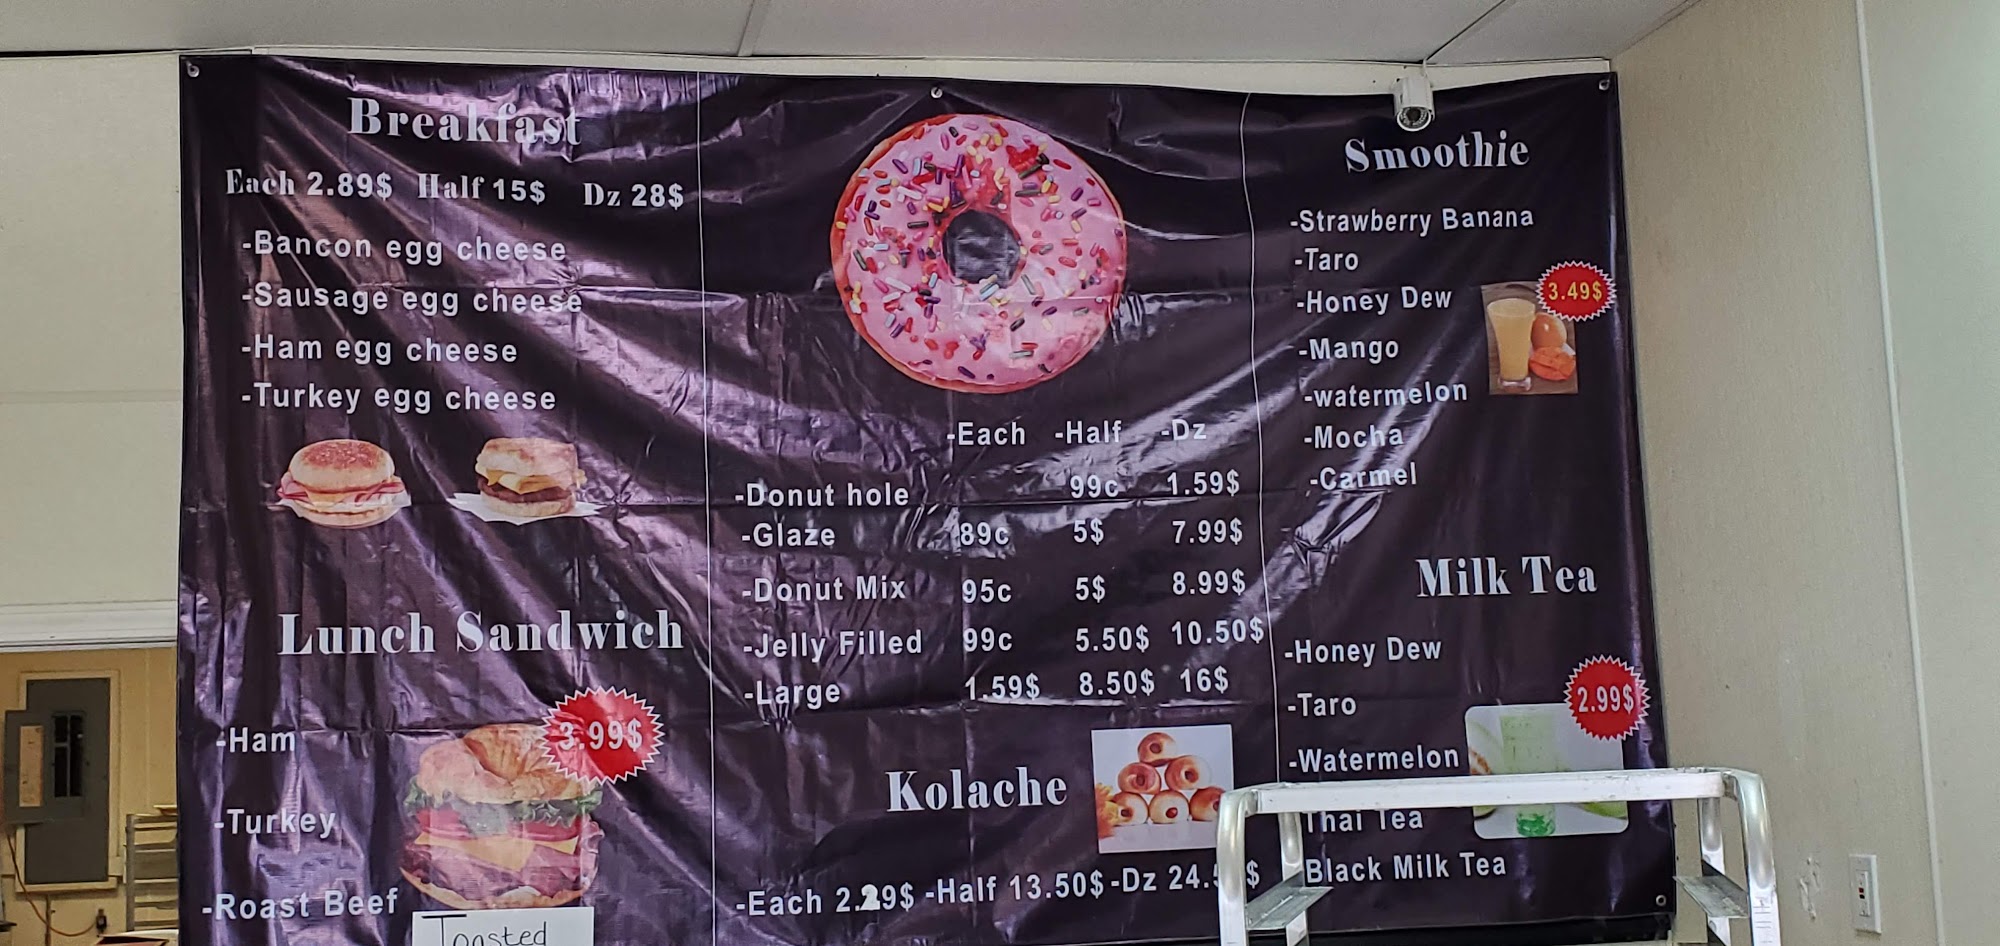 Breakfast
Each 2.89$ Half 15$ Dz 28$
-Bancon egg cheese
-Sausage egg cheese
-Ham egg cheese
-Turkey egg cheese
Lunch Sandwich
3.99$
-Ham
-Turkey
-Roast Beef
Toasted
-Each -Half -Dz
-Donut hole 99c 1.59$
-Glaze 89c 5$ 7.99$
-Donut Mix 95c 5$ 8.99$
-Jelly Filled 99c 5.50$ 10.50$
-Large 1.59$ 8.50$ 16$
Kolache
-Each 2.29$ -Half 13.50$ -Dz
Smoothie
-Strawberry Banana
-Taro
-Honey Dew
3.49$
-Mango
-watermelon
-Mocha
-Carmel
Milk Tea
-Honey Dew
2.99$
-Taro
-Watermelon
Thai Tea
Black Milk Tea